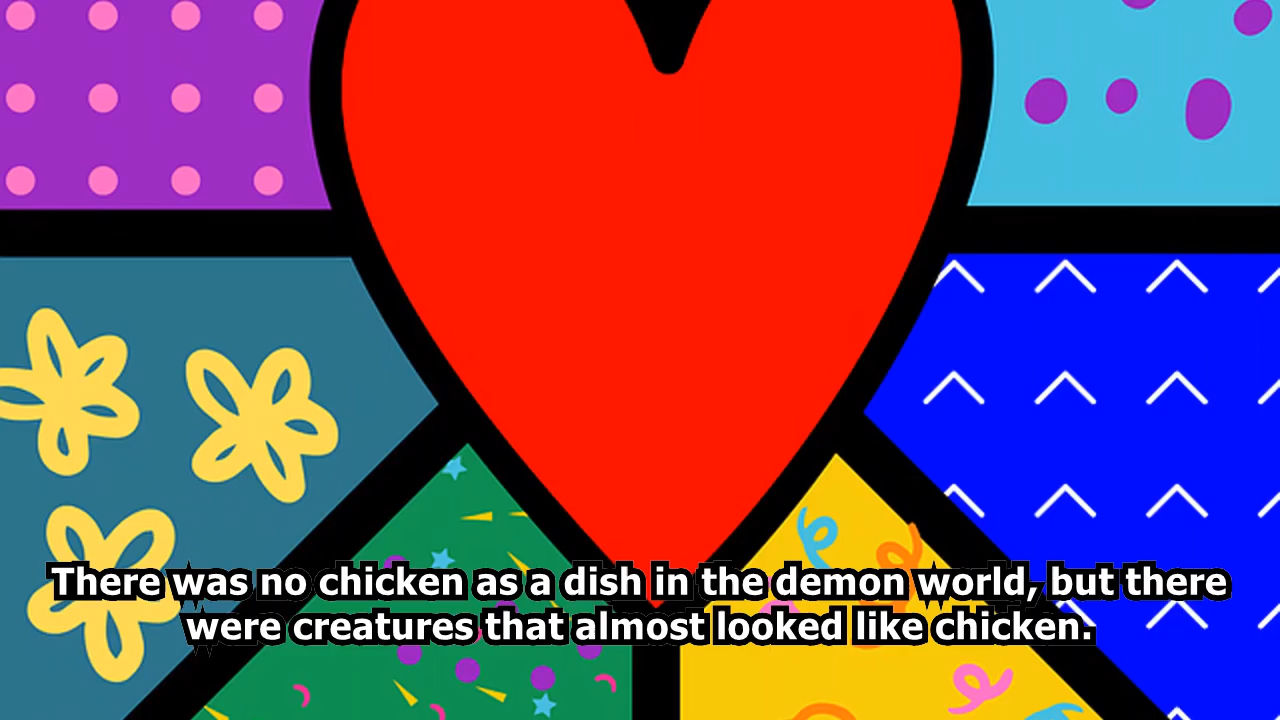 There was no chicken as a dish in the demon world, but there
were creatures that almost looked like chicken.